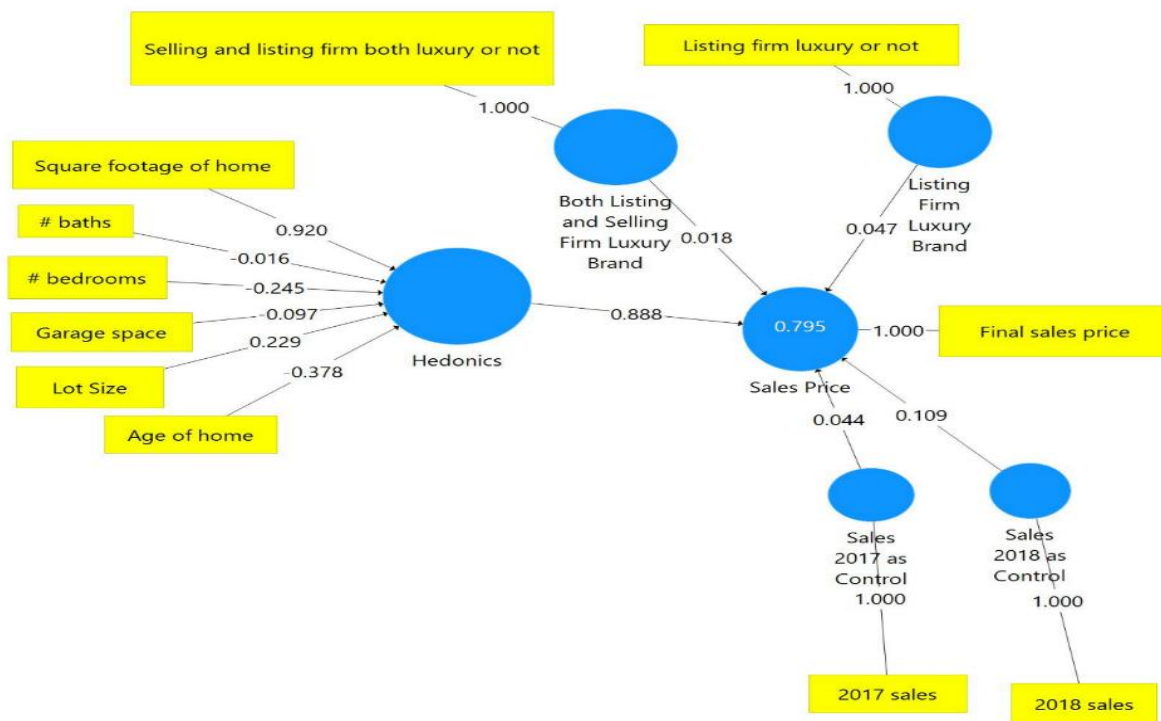 Selling and listing firm both luxury or not
Listing firm luxury or not
1.000
1.000
Square footage of home
# baths
# bedrooms
Garage space
Lot Size
Age of home
0.920
-0.016
-0.245
-0.097
0.229
-0.378
Hedonics
0.888
Both Listing
and Selling
Firm Luxury
Brand
0.018
Listing
Firm
Luxury
Brand
0.047
0.795
Sales Price
1.000
Final sales price
0.044
0.109
Sales
2017 as
Control
1.000
Sales
2018 as
Control
1.000
2017 sales
2018 sales